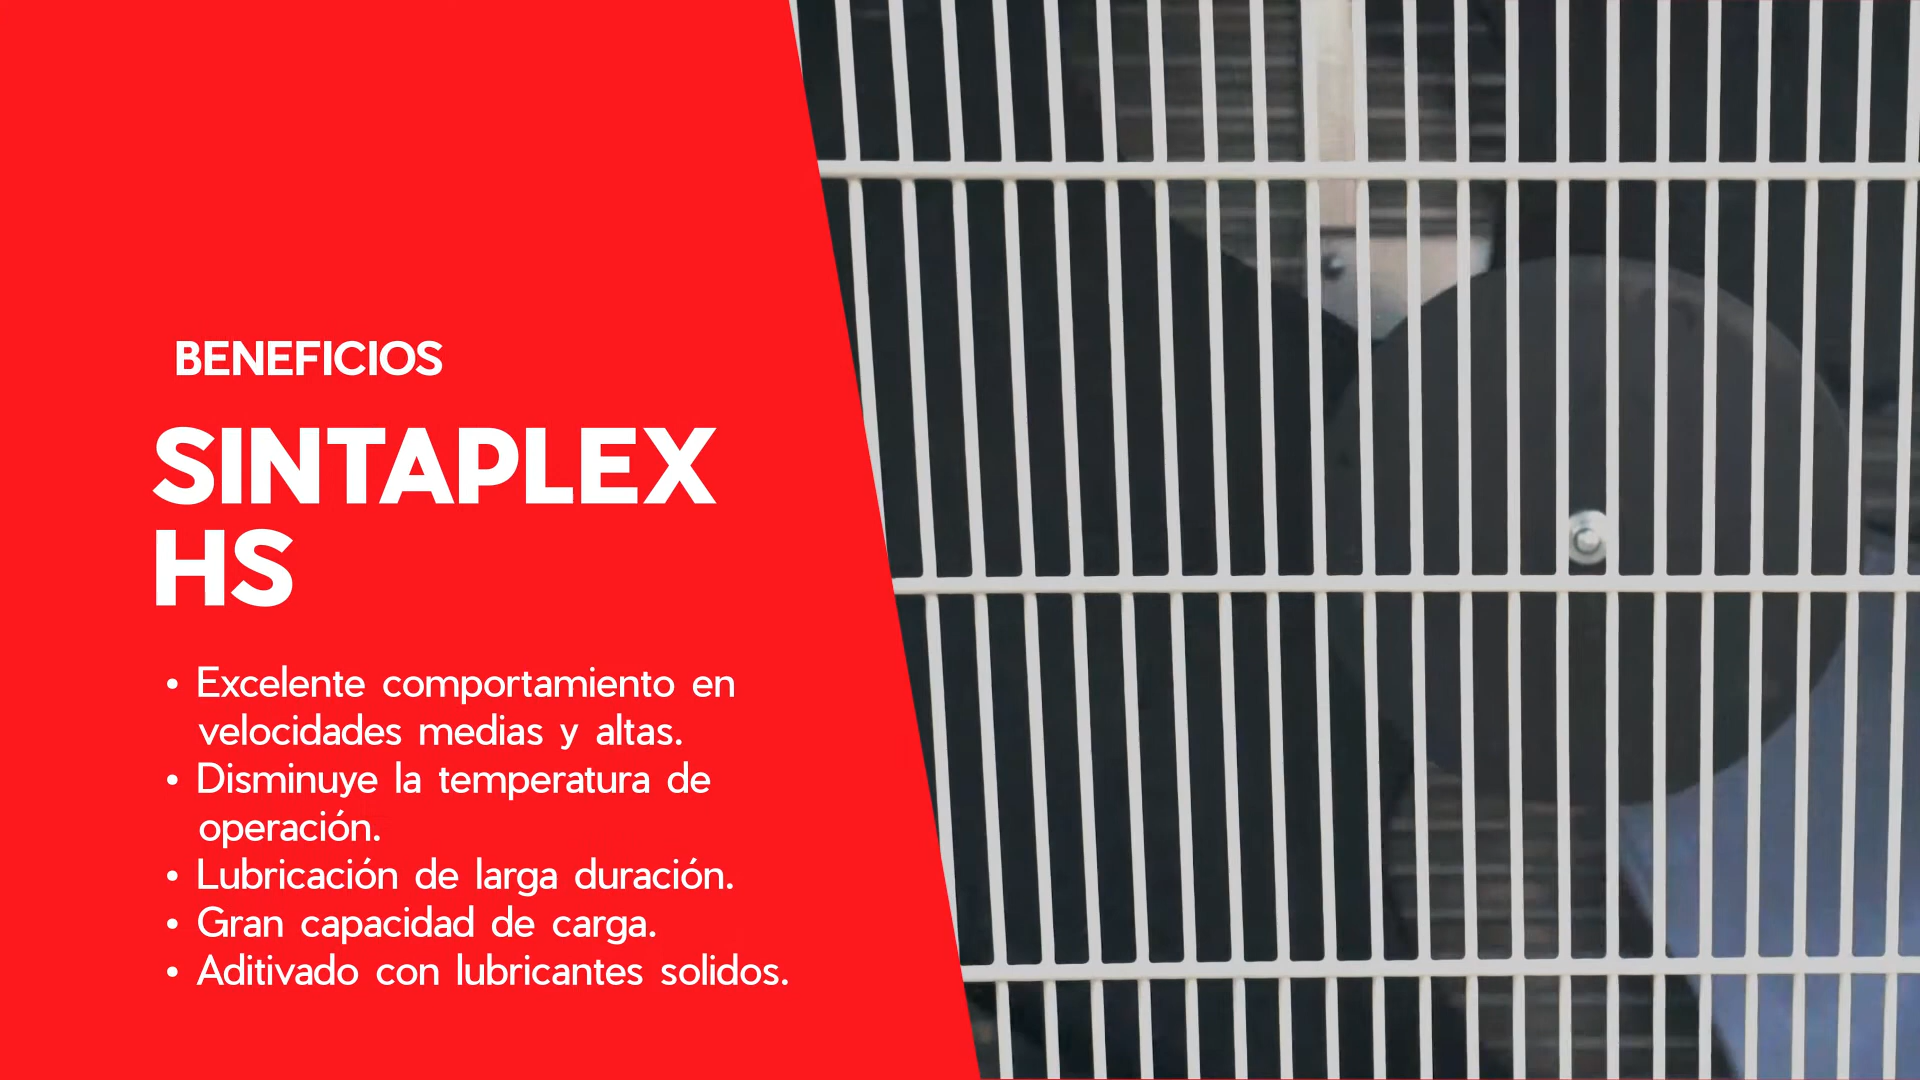 BENEFICIOS
SINTAPLEX
HS
• Excelente comportamiento en
velocidades medias y altas.
• Disminuye la temperatura de
operación.
• Lubricación de larga duración.
• Gran capacidad de carga.
• Aditivado con lubricantes solidos.